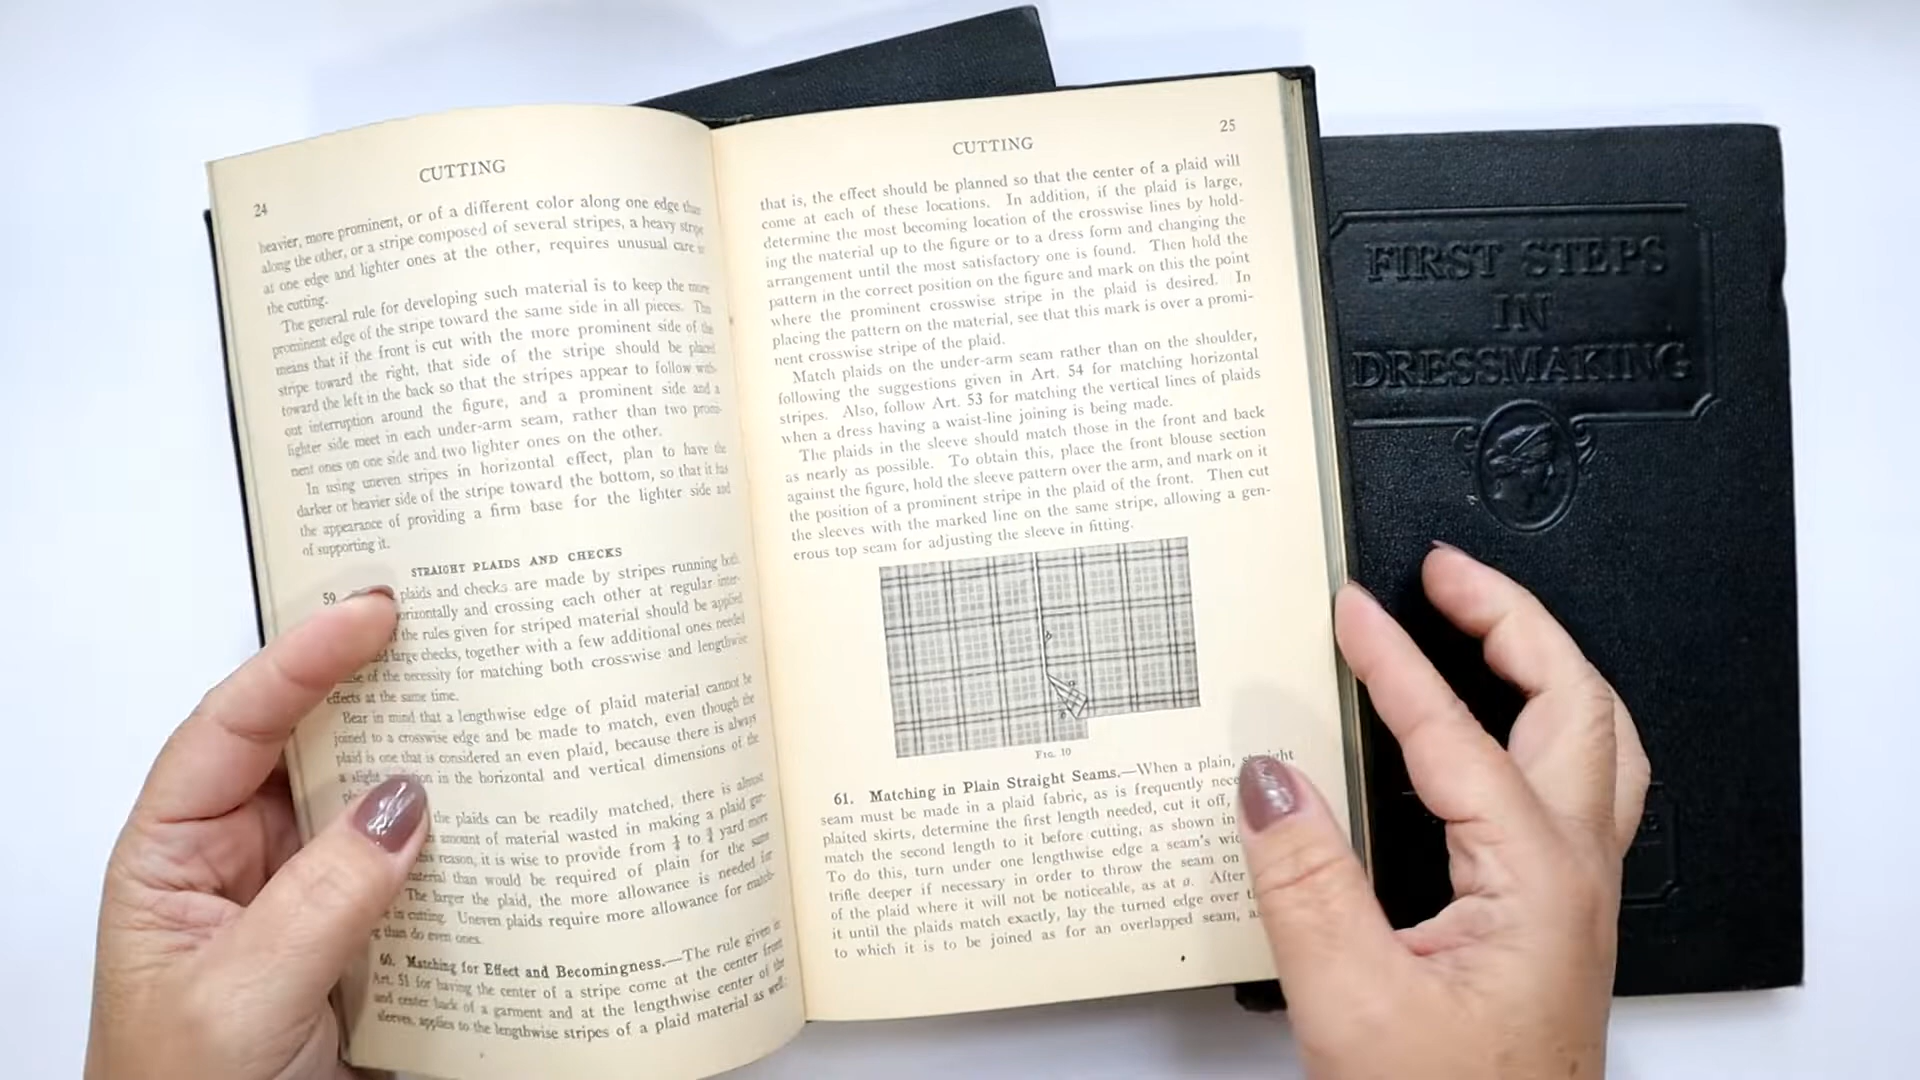 24
CUTTING
heavier, more prominent, or of a different color along one edge than
along the other, or a stripe composed of several stripes, a heavy stripe
at one edge and lighter ones at the other, requires unusual care in
the cutting.
The general rule for developing such material is to keep the more
prominent edge of the stripe toward the same side in all pieces. This
means that if the front is cut with the more prominent side of the
stripe toward the right, that side of the stripe should be placed
toward the left in the back so that the stripes appear to follow with-
out interruption around the figure, and a prominent side and a
lighter side meet in each under-arm seam, rather than two promi-
nent ones on one side and two lighter ones on the other.
In using uneven stripes in horizontal effect, plan to have the
darker or heavier side of the stripe toward the bottom, so that it has
the appearance of providing a firm base for the lighter side and
of supporting it.
STRAIGHT PLAIDS AND CHECKS
59. plaids and checks are made by stripes running both
horizontally and crossing each other at regular inter-
of the rules given for striped material should be applied
and large checks, together with a few additional ones needed
of the necessity for matching both crosswise and lengthwise
effects at the same time.
Bear in mind that a lengthwise edge of plaid material cannot be
joined to a crosswise edge and be made to match, even though the
plaid is one that is considered an even plaid, because there is always
a slight in the horizontal and vertical dimensions of the
the plaids can be readily matched, there is almost
amount of material wasted in making a plaid gar-
this reason, it is wise to provide from to yard more
material than would be required of plain for the same
The larger the plaid, the more allowance is needed for
in cutting. Uneven plaids require more allowance for match-
than do even ones.
60. Matching for Effect and Becomingness.—The rule given in
Art. 51 for having the center of a stripe come at the center front
and center back of a garment and at the lengthwise center of the
sleeves, applies to the lengthwise stripes of a plaid material as well;
CUTTING
25
that is, the effect should be planned so that the center of a plaid will
come at each of these locations. In addition, if the plaid is large,
determine the most becoming location of the crosswise lines by hold-
ing the material up to the figure or to a dress form and changing the
arrangement until the most satisfactory one is found. Then hold the
pattern in the correct position on the figure and mark on this the point
where the prominent crosswise stripe in the plaid is desired. In
placing the pattern on the material, see that this mark is over a promi-
nent crosswise stripe of the plaid.
Match plaids on the under-arm seam rather than on the shoulder,
following the suggestions given in Art. 54 for matching horizontal
stripes. Also, follow Art. 53 for matching the vertical lines of plaids
when a dress having a waist-line joining is being made.
The plaids in the sleeve should match those in the front and back
as nearly as possible. To obtain this, place the front blouse section
against the figure, hold the sleeve pattern over the arm, and mark on it
the position of a prominent stripe in the plaid of the front. Then cut
the sleeves with the marked line on the same stripe, allowing a gen-
erous top seam for adjusting the sleeve in fitting.
b
a
FIG. 10
61. Matching in Plain Straight Seams.—When a plain, straight
seam must be made in a plaid fabric, as is frequently
plaited skirts, determine the first length needed, cut it off,
match the second length to it before cutting, as shown in
To do this, turn under one lengthwise edge a seam's
trifle deeper if necessary in order to throw the seam on
of the plaid where it will not be noticeable, as at a. After
it until the plaids match exactly, lay the turned edge over
to which it is to be joined as for an overlapped seam,
FIRST STEPS
IN
DRESSMAKING